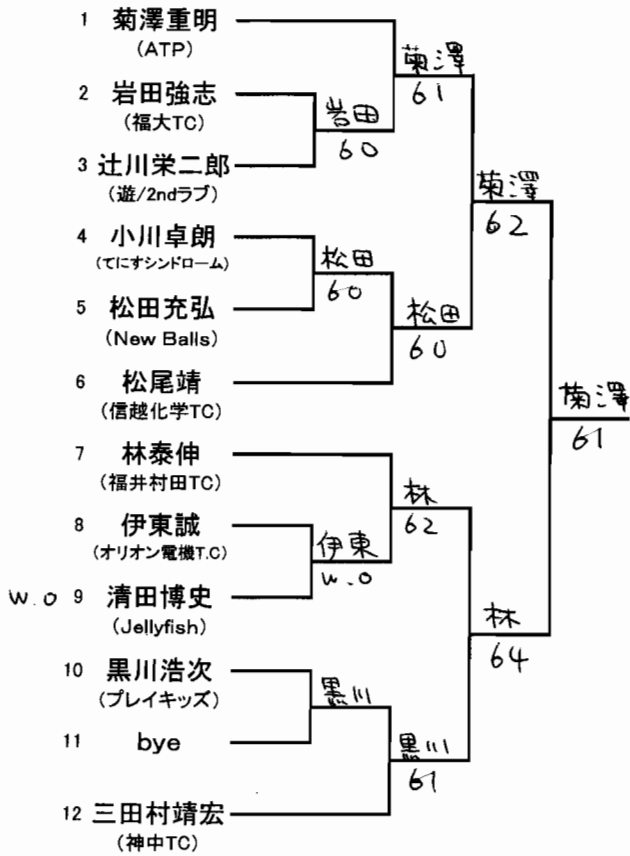 1 菊澤重明
(ATP)
菊澤
61
2 岩田強志
(福大TC)
岩田
60
3 辻川栄二郎
(遊/2ndラブ)
菊澤
62
4 小川卓朗
(てにすシンドローム)
松田
60
5 松田充弘
(New Balls)
松田
60
6 松尾靖
(信越化学TC)
菊澤
61
7 林泰伸
(福井村田TC)
林
62
8 伊東誠
(オリオン電機T.C)
伊東
W.O
W.O 9 清田博史
(Jellyfish)
林
64
10 黒川浩次
(プレイキッズ)
黒川
11 bye
黒川
61
12 三田村靖宏
(神中TC)